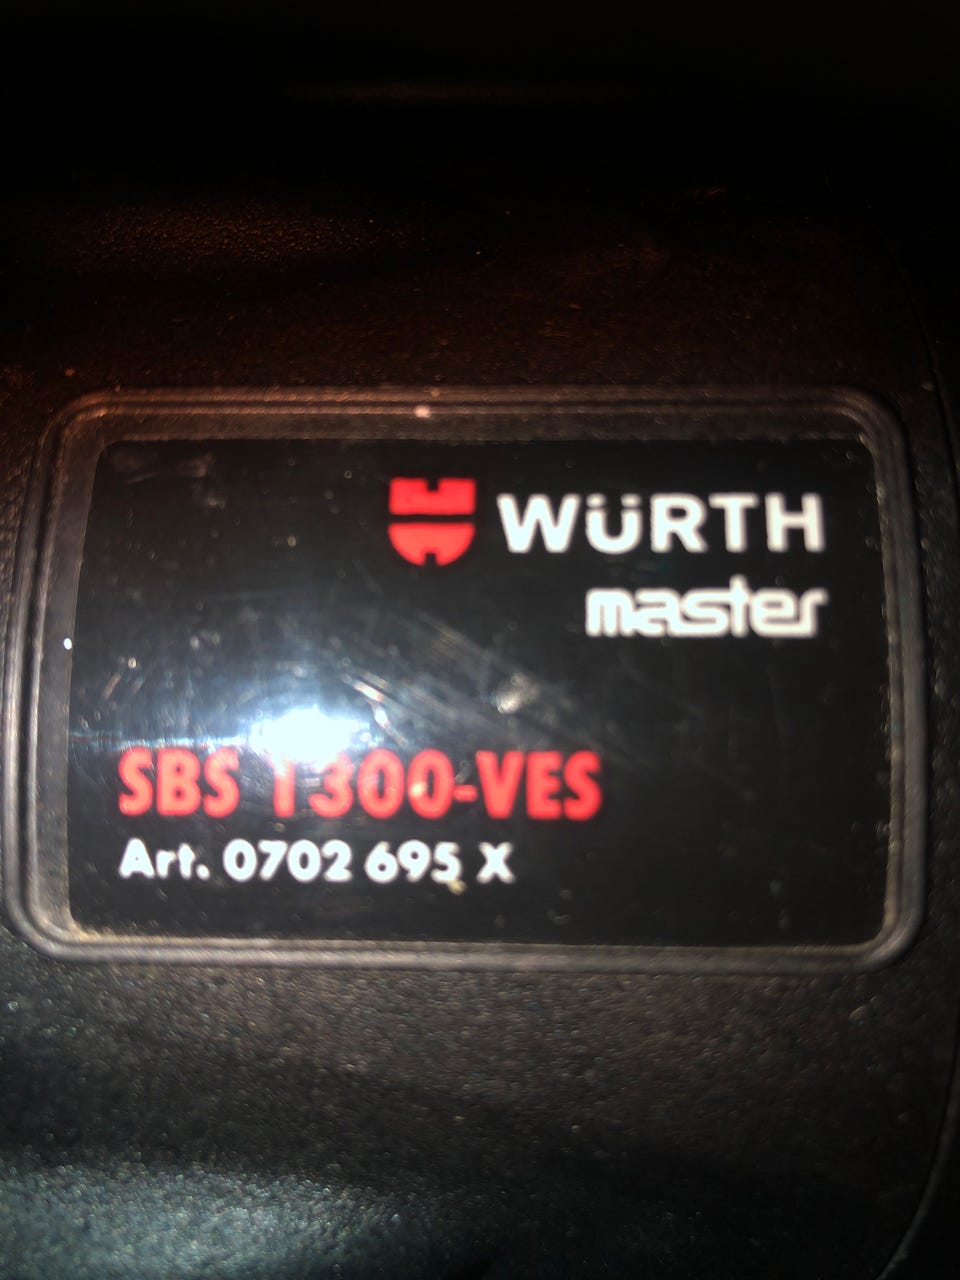 WÜRTH
master
SBS 1300-VES
Art. 0702 695 X